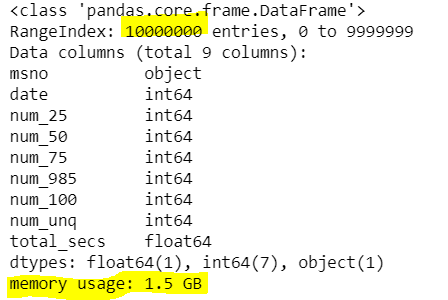 <class 'pandas.core.frame.DataFrame'>
RangeIndex: 10000000 entries, 0 to 9999999
Data columns (total 9 columns):
msno object
date int64
num_25 int64
num_50 int64
num_75 int64
num_985 int64
num_100 int64
num_unq int64
total_secs float64
dtypes: float64(1), int64(7), object(1)
memory usage: 1.5 GB